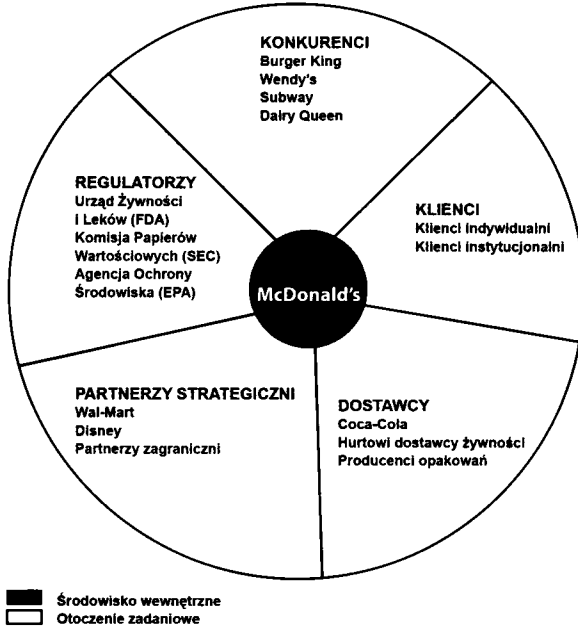 KONKURENCI
Burger King
Wendy's
Subway
Dairy Queen
REGULATORZY
Urząd Żywności
i Leków (FDA)
Komisja Papierów
Wartościowych (SEC)
Agencja Ochrony
Środowiska (EPA)
KLIENCI
Klienci indywidualni
Klienci instytucjonalni
McDonald's
PARTNERZY STRATEGICZNI
Wal-Mart
Disney
Partnerzy zagraniczni
DOSTAWCY
Coca-Cola
Hurtowi dostawcy żywności
Producenci opakowań
Środowisko wewnętrzne
Otoczenie zadaniowe